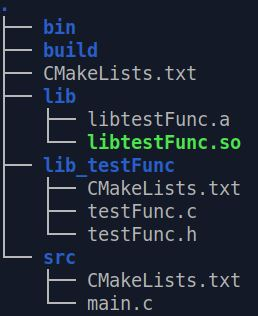 .
├── bin
├── build
├── CMakeLists.txt
├── lib
│   ├── libtestFunc.a
│   └── libtestFunc.so
├── lib_testFunc
│   ├── CMakeLists.txt
│   ├── testFunc.c
│   └── testFunc.h
└── src
    ├── CMakeLists.txt
    └── main.c